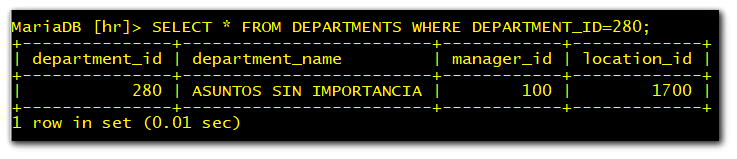 MariaDB [hr]> SELECT * FROM DEPARTMENTS WHERE DEPARTMENT_ID=280;
+---------------+------------------------+------------+-------------+
| department_id | department_name        | manager_id | location_id |
+---------------+------------------------+------------+-------------+
|           280 | ASUNTOS SIN IMPORTANCIA |        100 |        1700 |
+---------------+------------------------+------------+-------------+
1 row in set (0.01 sec)